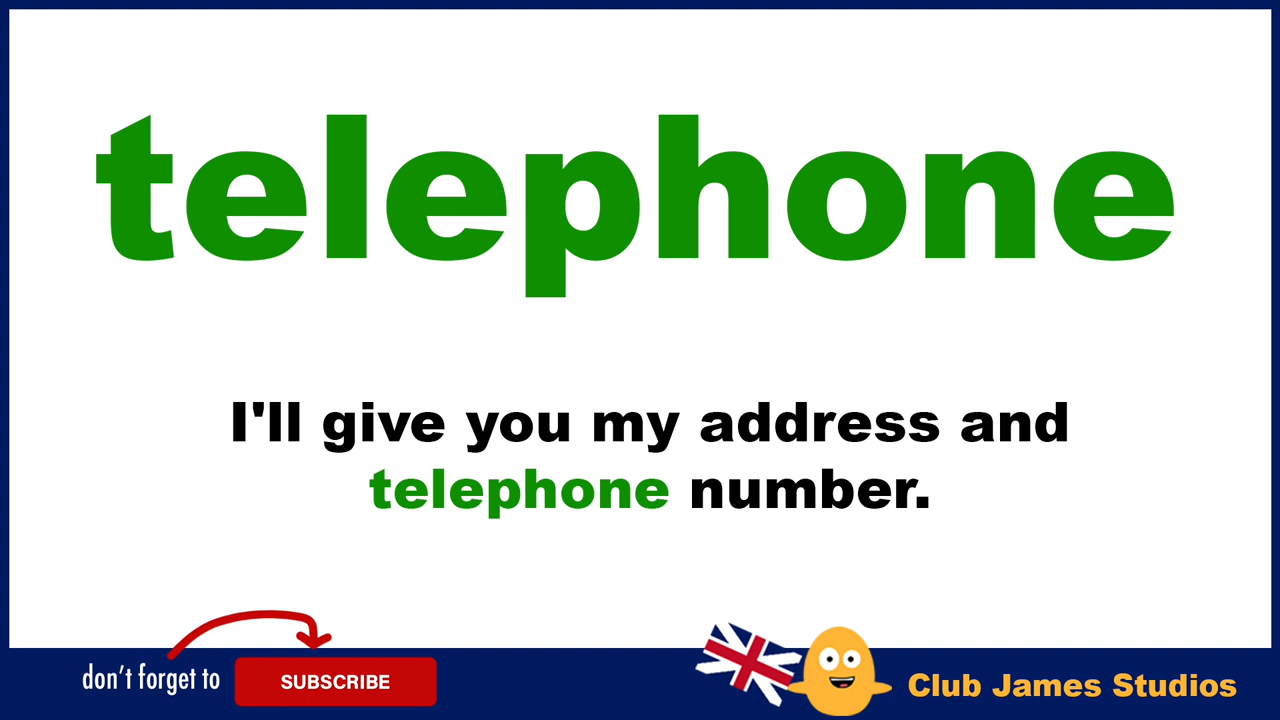 telephone
I'll give you my address and
telephone number.
don't forget to
SUBSCRIBE
Club James Studios